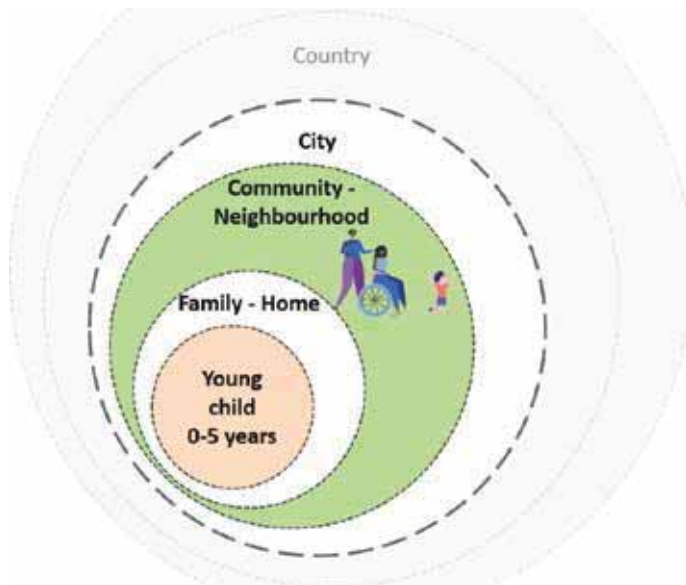 Country
City
Community -
Neighbourhood
Family - Home
Young
child
0-5 years